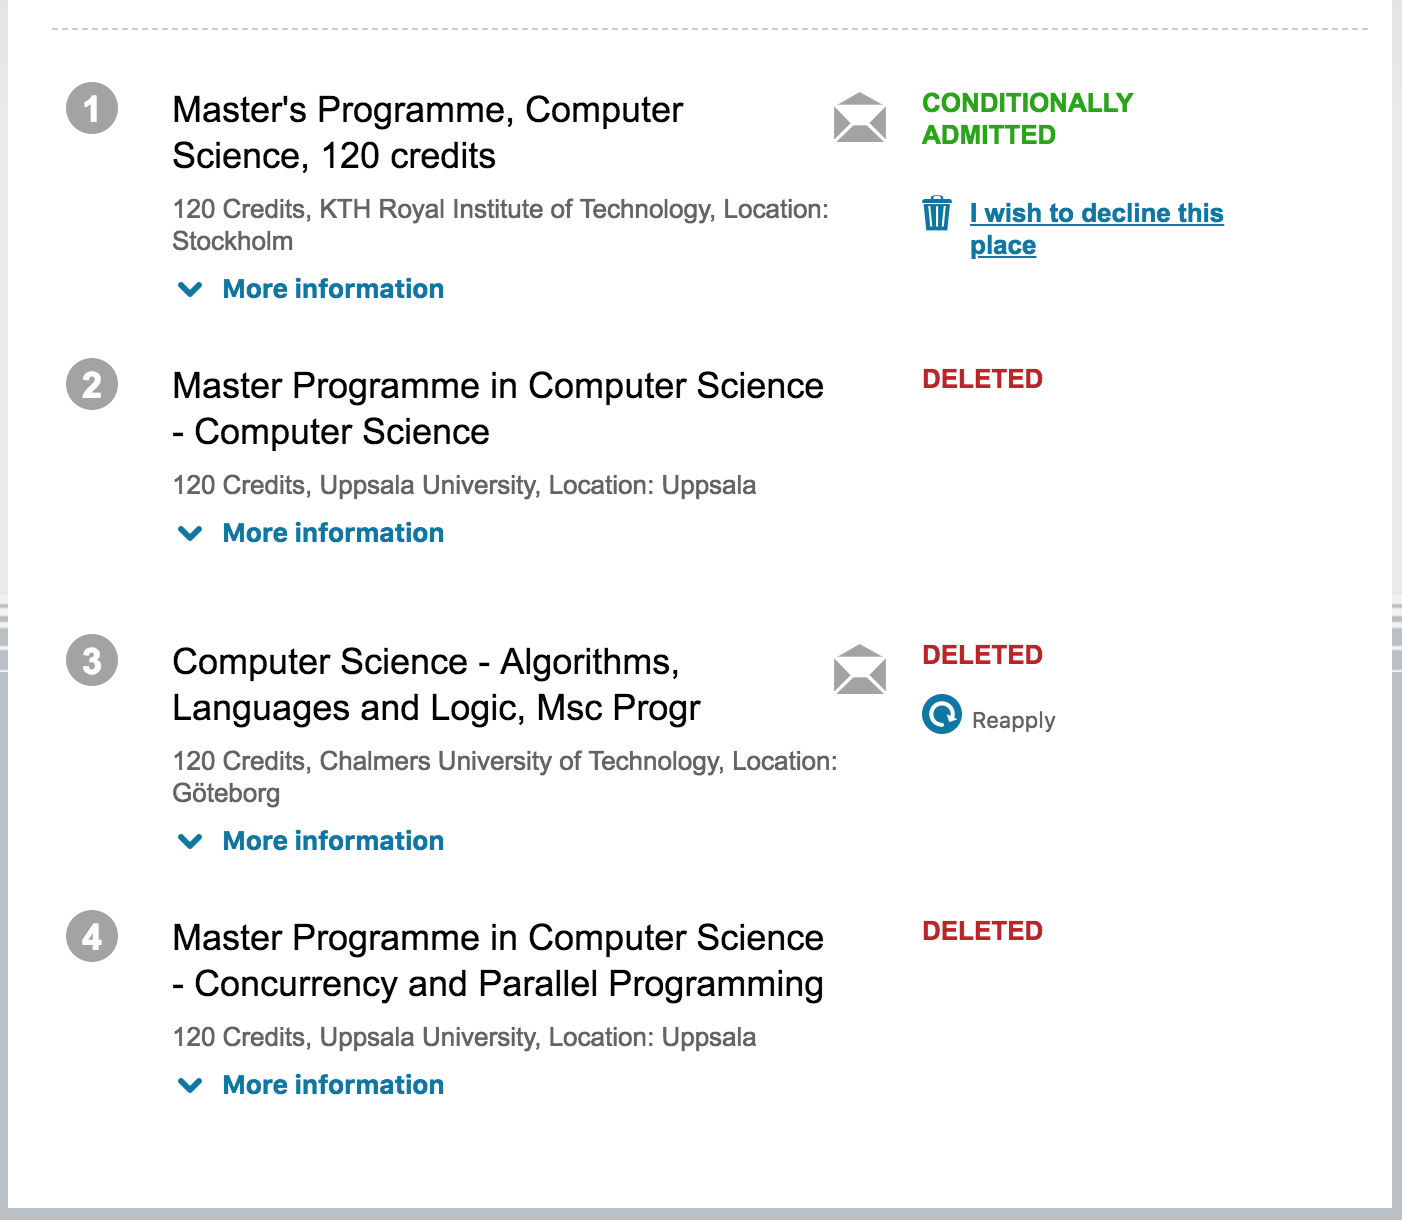 1
Master's Programme, Computer
Science, 120 credits
120 Credits, KTH Royal Institute of Technology, Location:
Stockholm
More information
CONDITIONALLY
ADMITTED
I wish to decline this
place
2
Master Programme in Computer Science
- Computer Science
120 Credits, Uppsala University, Location: Uppsala
More information
DELETED
3
Computer Science - Algorithms,
Languages and Logic, Msc Progr
120 Credits, Chalmers University of Technology, Location:
Göteborg
More information
DELETED
Reapply
4
Master Programme in Computer Science
- Concurrency and Parallel Programming
120 Credits, Uppsala University, Location: Uppsala
More information
DELETED